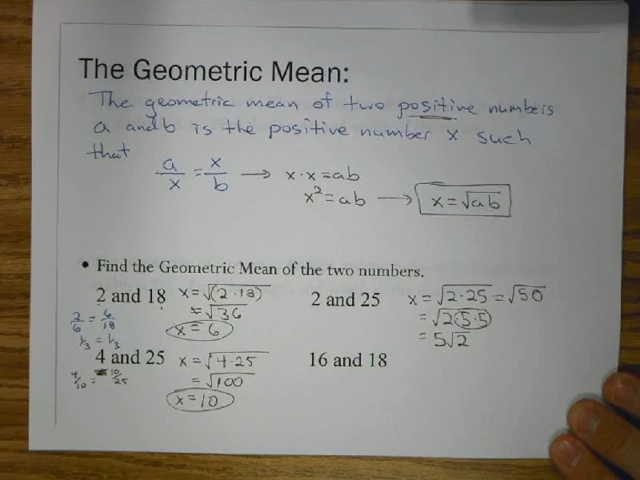 The Geometric Mean:
The geometric mean of two positive numbers
a and b is the positive number x such
that
a/x = x/b → x·x = ab
x² = ab → x = √ab
• Find the Geometric Mean of the two numbers.
2 and 18 x = √(2·18)
= √36
x = 6
2/6 = 6/18
1/3 = 1/3
2 and 25 x = √2·25 = √50
= √2·5·5
= 5√2
4 and 25 x = √4·25
= √100
x = 10
4/10 = 10/25
16 and 18